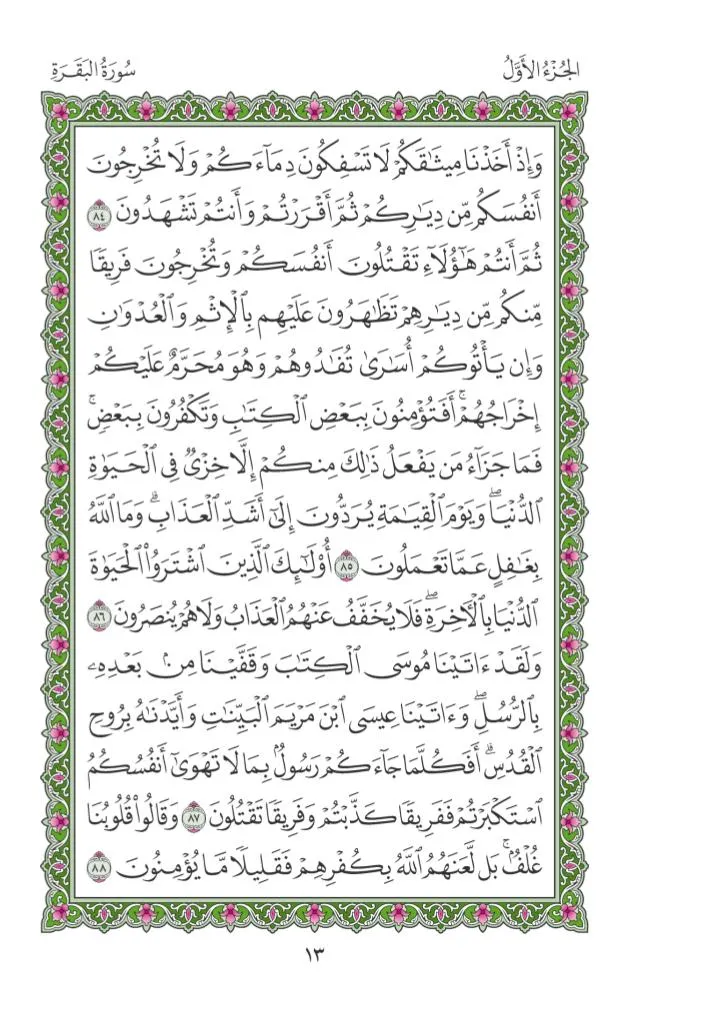 الجُزْءُ الأَوَّلُ
سُورَةُ البَقَرَةِ
وَإِذْ أَخَذْنَا مِيثَٰقَكُمْ لَا تَسْفِكُونَ دِمَآءَكُمْ وَلَا تُخْرِجُونَ
أَنفُسَكُم مِّن دِيَٰرِكُمْ ثُمَّ أَقْرَرْتُمْ وَأَنتُمْ تَشْهَدُونَ ٨٤
ثُمَّ أَنتُمْ هَٰٓؤُلَآءِ تَقْتُلُونَ أَنفُسَكُمْ وَتُخْرِجُونَ فَرِيقًا
مِّنكُم مِّن دِيَٰرِهِمْ تَظَٰهَرُونَ عَلَيْهِم بِٱلْإِثْمِ وَٱلْعُدْوَٰنِ
وَإِن يَأْتُوكُمْ أُسَٰرَىٰ تُفَٰدُوهُمْ وَهُوَ مُحَرَّمٌ عَلَيْكُمْ
إِخْرَاجُهُمْ ۚ أَفَتُؤْمِنُونَ بِبَعْضِ ٱلْكِتَٰبِ وَتَكْفُرُونَ بِبَعْضٍ ۚ
فَمَا جَزَآءُ مَن يَفْعَلُ ذَٰلِكَ مِنكُمْ إِلَّا خِزْىٌ فِى ٱلْحَيَوٰةِ
ٱلدُّنْيَا ۖ وَيَوْمَ ٱلْقِيَٰمَةِ يُرَدُّونَ إِلَىٰٓ أَشَدِّ ٱلْعَذَابِ ۗ وَمَا ٱللَّهُ
بِغَٰفِلٍ عَمَّا تَعْمَلُونَ ٨٥ أُو۟لَٰٓئِكَ ٱلَّذِينَ ٱشْتَرَوُا۟ ٱلْحَيَوٰةَ
ٱلدُّنْيَا بِٱلْـَٔاخِرَةِ ۖ فَلَا يُخَفَّفُ عَنْهُمُ ٱلْعَذَابُ وَلَا هُمْ يُنصَرُونَ ٨٦
وَلَقَدْ ءَاتَيْنَا مُوسَى ٱلْكِتَٰبَ وَقَفَّيْنَا مِنۢ بَعْدِهِۦ
بِٱلرُّسُلِ ۖ وَءَاتَيْنَا عِيسَى ٱبْنَ مَرْيَمَ ٱلْبَيِّنَٰتِ وَأَيَّدْنَٰهُ بِرُوحِ
ٱلْقُدُسِ ۗ أَفَكُلَّمَا جَآءَكُمْ رَسُولٌۢ بِمَا لَا تَهْوَىٰٓ أَنفُسُكُمُ
ٱسْتَكْبَرْتُمْ فَفَرِيقًا كَذَّبْتُمْ وَفَرِيقًا تَقْتُلُونَ ٨٧ وَقَالُوا۟ قُلُوبُنَا
غُلْفٌۢ ۚ بَل لَّعَنَهُمُ ٱللَّهُ بِكُفْرِهِمْ فَقَلِيلًا مَّا يُؤْمِنُونَ ٨٨
١٣